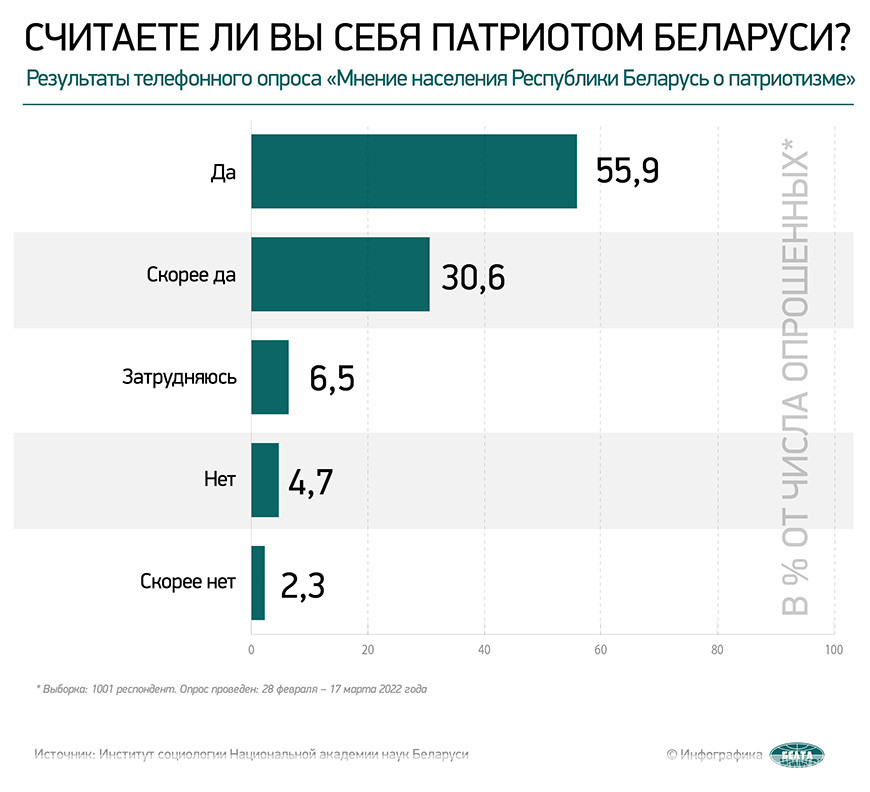 СЧИТАЕТЕ ЛИ ВЫ СЕБЯ ПАТРИОТОМ БЕЛАРУСИ?
Результаты телефонного опроса «Мнение населения Республики Беларусь о патриотизме»
Да
55,9
Скорее да
30,6
Затрудняюсь
6,5
Нет
4,7
Скорее нет
2,3
В % ОТ ЧИСЛА ОПРОШЕННЫХ*
0 20 40 60 80 100
* Выборка: 1001 респондент. Опрос проведен: 28 февраля – 17 марта 2022 года
Источник: Институт социологии Национальной академии наук Беларуси
© Инфографика БЕЛТА